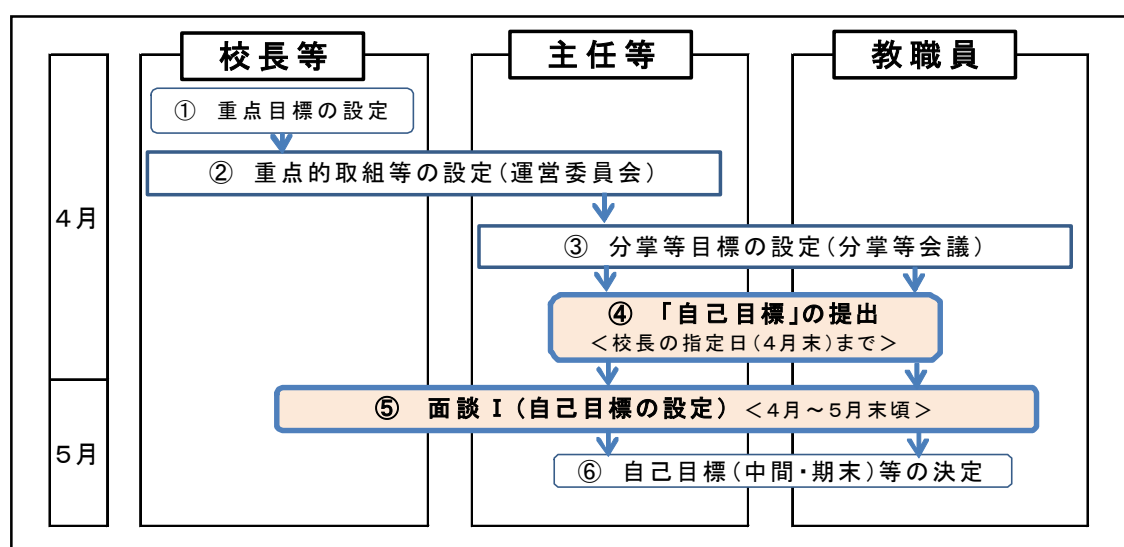 校長等
主任等
教職員
① 重点目標の設定
② 重点的取組等の設定(運営委員会)
4月
③ 分掌等目標の設定(分掌等会議)
④ 「自己目標」の提出
<校長の指定日(4月末)まで>
⑤ 面談Ⅰ(自己目標の設定) <4月~5月末頃>
5月
⑥ 自己目標(中間・期末)等の決定